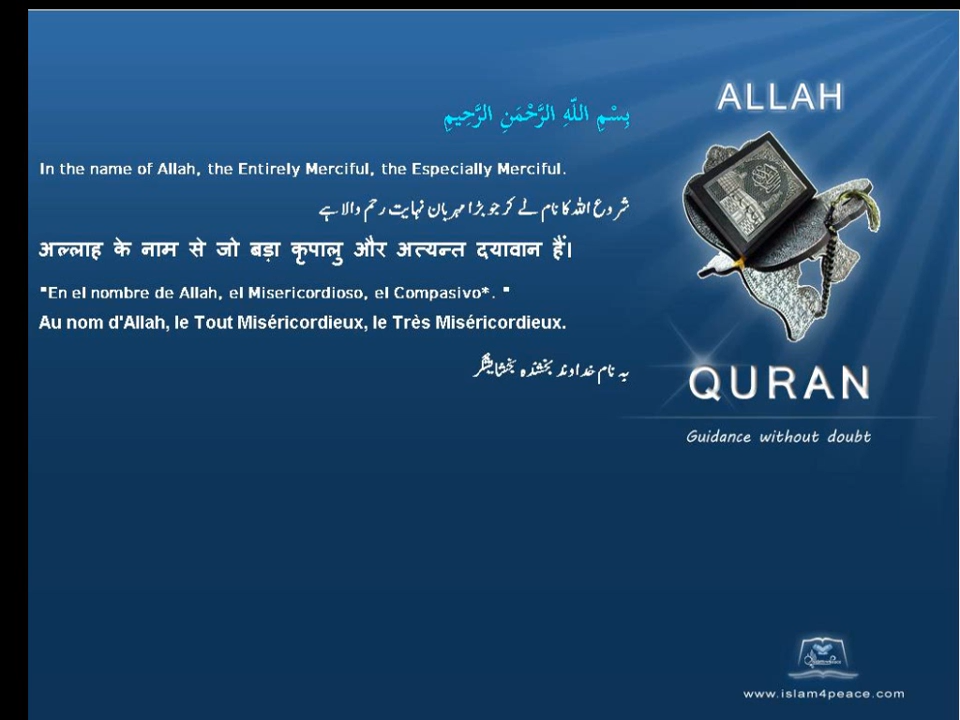 بِسْمِ اللَّهِ الرَّحْمَنِ الرَّحِيمِ
In the name of Allah, the Entirely Merciful, the Especially Merciful.
شروع اللہ کا نام لے کر جو بڑا مہربان نہایت رحم والا ہے
अल्लाह के नाम से जो बड़ा कृपालु और अत्यन्त दयावान हैं।
"En el nombre de Allah, el Misericordioso, el Compasivo*. "
Au nom d'Allah, le Tout Miséricordieux, le Très Miséricordieux.
به نام خداوند بخشنده بخشایشگر
ALLAH
QURAN
Guidance without doubt
www.islam4peace.com